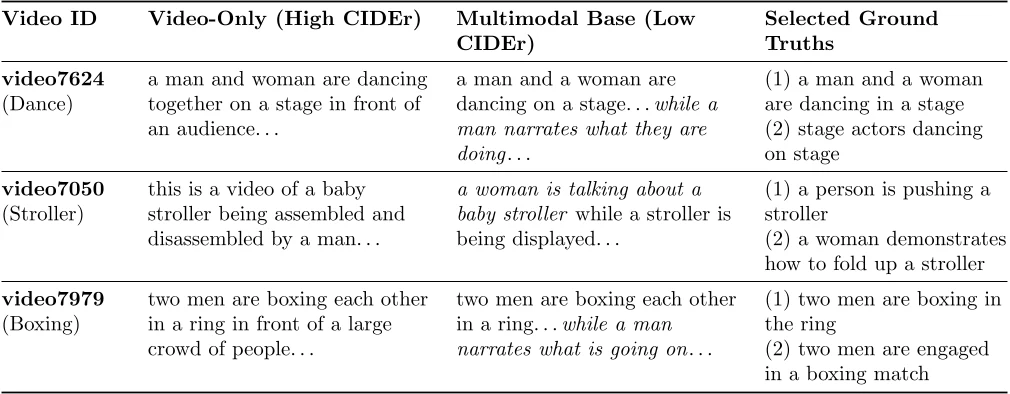 Video ID Video-Only (High CIDEr) Multimodal Base (Low CIDEr) Selected Ground Truths
video7624 (Dance)
a man and woman are dancing
together on a stage in front of
an audience...
a man and a woman are
dancing on a stage...while a
man narrates what they are
doing...
(1) a man and a woman
are dancing in a stage
(2) stage actors dancing
on stage
video7050 (Stroller)
this is a video of a baby
stroller being assembled and
disassembled by a man...
a woman is talking about a
baby stroller while a stroller is
being displayed...
(1) a person is pushing a
stroller
(2) a woman demonstrates
how to fold up a stroller
video7979 (Boxing)
two men are boxing each other
in a ring in front of a large
crowd of people...
two men are boxing each other
in a ring...while a man
narrates what is going on...
(1) two men are boxing in
the ring
(2) two men are engaged
in a boxing match